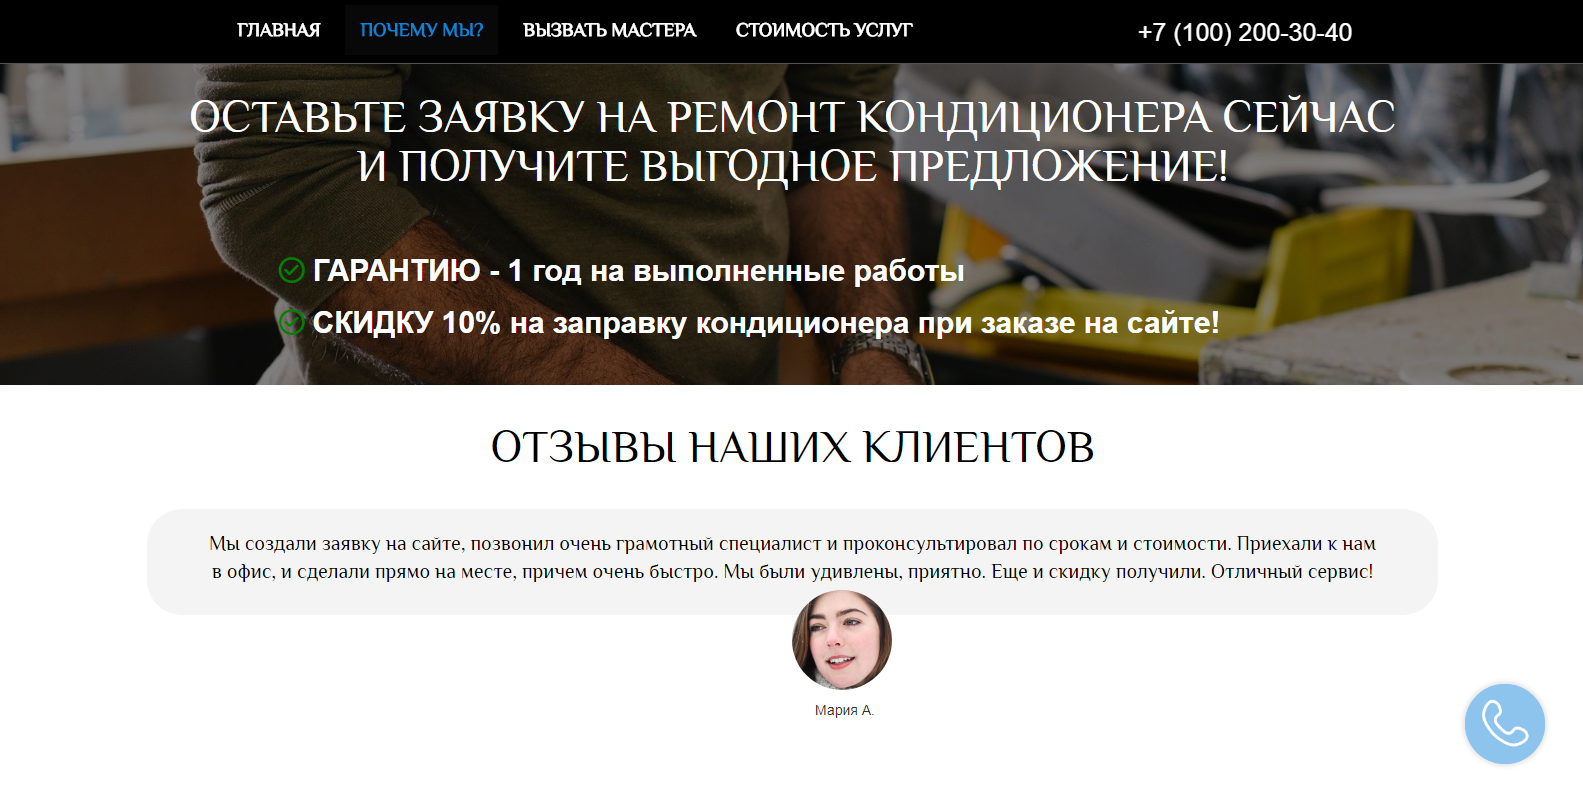 ГЛАВНАЯ ПОЧЕМУ МЫ? ВЫЗВАТЬ МАСТЕРА СТОИМОСТЬ УСЛУГ +7 (100) 200-30-40
ОСТАВЬТЕ ЗАЯВКУ НА РЕМОНТ КОНДИЦИОНЕРА СЕЙЧАС
И ПОЛУЧИТЕ ВЫГОДНОЕ ПРЕДЛОЖЕНИЕ!
ГАРАНТИЮ - 1 год на выполненные работы
СКИДКУ 10% на заправку кондиционера при заказе на сайте!
ОТЗЫВЫ НАШИХ КЛИЕНТОВ
Мы создали заявку на сайте, позвонил очень грамотный специалист и проконсультировал по срокам и стоимости. Приехали к нам
в офис, и сделали прямо на месте, причем очень быстро. Мы были удивлены, приятно. Еще и скидку получили. Отличный сервис!
Мария А.